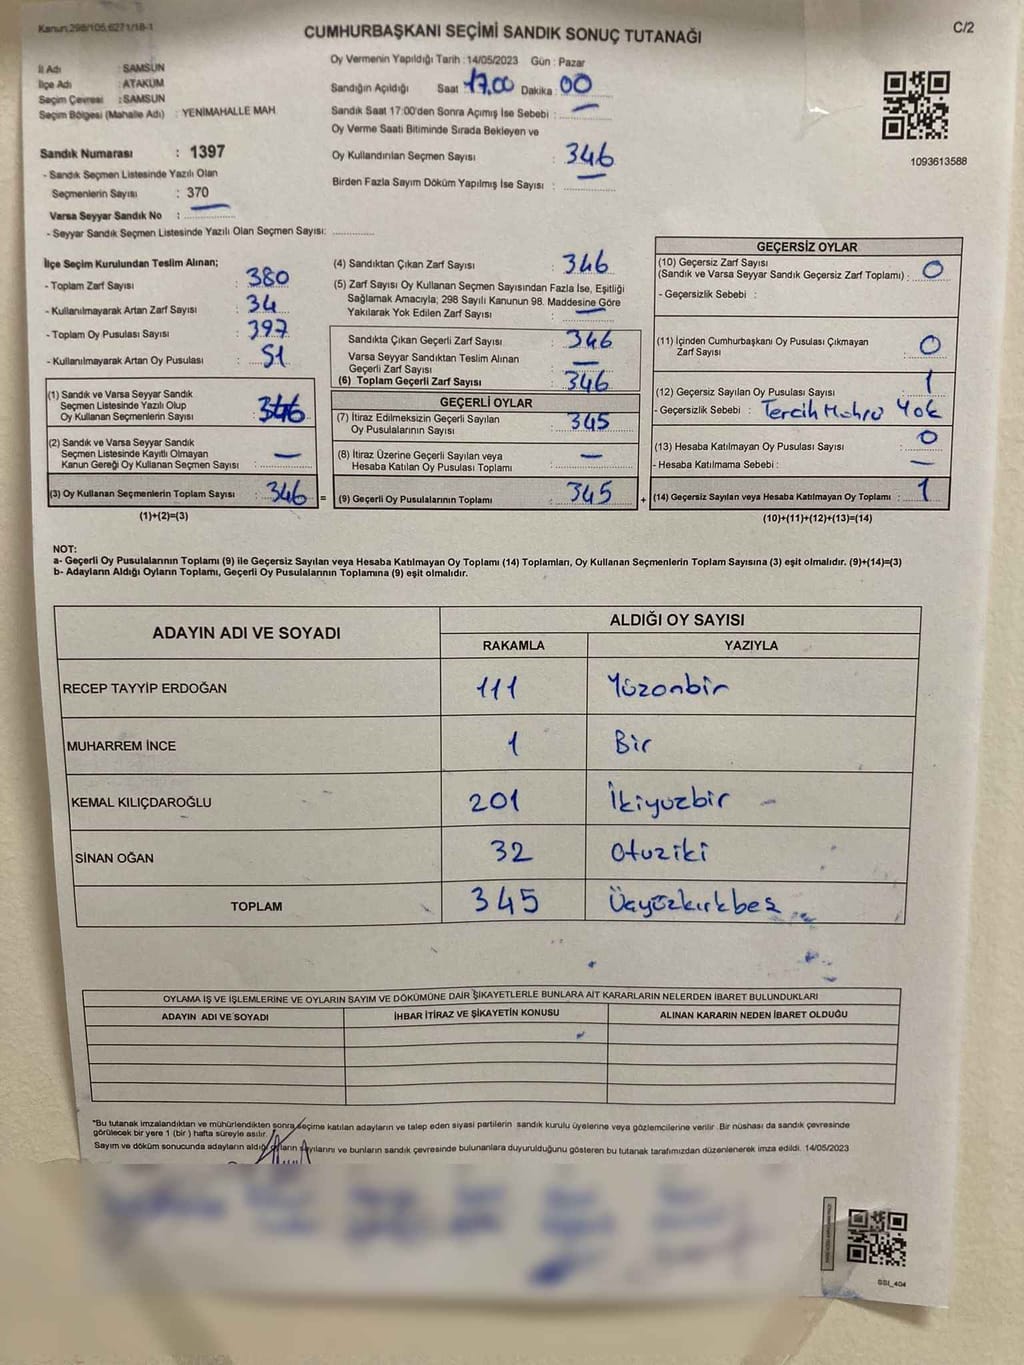 Kanun:298/105,6271/18-1
CUMHURBAŞKANI SEÇİMİ SANDIK SONUÇ TUTANAĞI
C/2
İl Adı : SAMSUN
İlçe Adı : ATAKUM
Seçim Çevresi : SAMSUN
Seçim Bölgesi (Mahalle Adı) : YENİMAHALLE MAH.
Sandık Numarası : 1397
- Sandık Seçmen Listesinde Yazılı Olan
Seçmenlerin Sayısı : 370
Varsa Seyyar Sandık No :
- Seyyar Sandık Seçmen Listesinde Yazılı Olan Seçmen Sayısı:
Oy Vermenin Yapıldığı Tarih : 14/05/2023 Gün : Pazar
Sandığın Açıldığı Saat : 17.00 Dakika : 00
Sandık Saat 17:00'den Sonra Açımış İse Sebebi : —
Oy Verme Saati Bitiminde Sırada Bekleyen ve
Oy Kullandırılan Seçmen Sayısı : 346
Birden Fazla Sayım Döküm Yapılmış İse Sayısı : —
1093613588
İlçe Seçim Kurulundan Teslim Alınan;
- Toplam Zarf Sayısı : 380
- Kullanılmayarak Artan Zarf Sayısı : 34
- Toplam Oy Pusulası Sayısı : 397
- Kullanılmayarak Artan Oy Pusulası : 51
(1) Sandık ve Varsa Seyyar Sandık
Seçmen Listesinde Yazılı Olup
Oy Kullanan Seçmenlerin Sayısı : 346
(2) Sandık ve Varsa Seyyar Sandık
Seçmen Listesinde Kayıtlı Olmayan
Kanun Gereği Oy Kullanan Seçmen Sayısı : —
(3) Oy Kullanan Seçmenlerin Toplam Sayısı : 346 =
(1)+(2)=(3)
(4) Sandıktan Çıkan Zarf Sayısı : 346
(5) Zarf Sayısı Oy Kullanan Seçmen Sayısından Fazla İse, Eşitliği
Sağlamak Amacıyla; 298 Sayılı Kanunun 98. Maddesine Göre
Yakılarak Yok Edilen Zarf Sayısı : —
Sandıkta Çıkan Geçerli Zarf Sayısı : 346
Varsa Seyyar Sandıktan Teslim Alınan
Geçerli Zarf Sayısı : —
(6) Toplam Geçerli Zarf Sayısı : 346
GEÇERLİ OYLAR
(7) İtiraz Edilmeksizin Geçerli Sayılan
Oy Pusulalarının Sayısı : 345
(8) İtiraz Üzerine Geçerli Sayılan veya
Hesaba Katılan Oy Pusulası Toplamı : —
(9) Geçerli Oy Pusulalarının Toplamı : 345 +
GEÇERSİZ OYLAR
(10) Geçersiz Zarf Sayısı
(Sandık ve Varsa Seyyar Sandık Geçersiz Zarf Toplamı) : 0
- Geçersizlik Sebebi :
(11) İçinden Cumhurbaşkanı Oy Pusulası Çıkmayan
Zarf Sayısı : 0
(12) Geçersiz Sayılan Oy Pusulası Sayısı : 1
- Geçersizlik Sebebi : Tercih Mührü Yok
(13) Hesaba Katılmayan Oy Pusulası Sayısı : 0
- Hesaba Katılmama Sebebi : —
(14) Geçersiz Sayılan veya Hesaba Katılmayan Oy Toplamı : 1
(10)+(11)+(12)+(13)=(14)
NOT:
a- Geçerli Oy Pusulalarının Toplamı (9) ile Geçersiz Sayılan veya Hesaba Katılmayan Oy Toplamı (14) Toplamları, Oy Kullanan Seçmenlerin Toplam Sayısına (3) eşit olmalıdır. (9)+(14)=(3)
b- Adayların Aldığı Oyların Toplamı, Geçerli Oy Pusulalarının Toplamına (9) eşit olmalıdır.
ADAYIN ADI VE SOYADI
ALDIĞI OY SAYISI
RAKAMLA YAZIYLA
RECEP TAYYİP ERDOĞAN 111 Yüzonbir
MUHARREM İNCE 1 Bir
KEMAL KILIÇDAROĞLU 201 İkiyüzbir
SİNAN OĞAN 32 Otuziki
TOPLAM 345 Üçyüzkırkbeş
OYLAMA İŞ VE İŞLEMLERİNE VE OYLARIN SAYIM VE DÖKÜMÜNE DAİR ŞİKAYETLERLE BUNLARA AİT KARARLARIN NELERDEN İBARET BULUNDUKLARI
ADAYIN ADI VE SOYADI İHBAR İTİRAZ VE ŞİKAYETİN KONUSU ALINAN KARARIN NEDEN İBARET OLDUĞU
"Bu tutanak imzalandıktan ve mühürlendikten sonra seçime katılan adayların ve talep eden siyasi partilerin sandık kurulu üyelerine veya gözlemcilerine verilir. Bir nüshası da sandık çevresinde
görülecek bir yere 1 (bir ) hafta süreyle asılır.
Sayım ve döküm sonucunda adayların aldığı oyların sayılarını ve bunların sandık çevresinde bulunanlara duyurulduğunu gösteren bu tutanak tarafımızdan düzenlenerek imza edildi. 14/05/2023
SSI_404